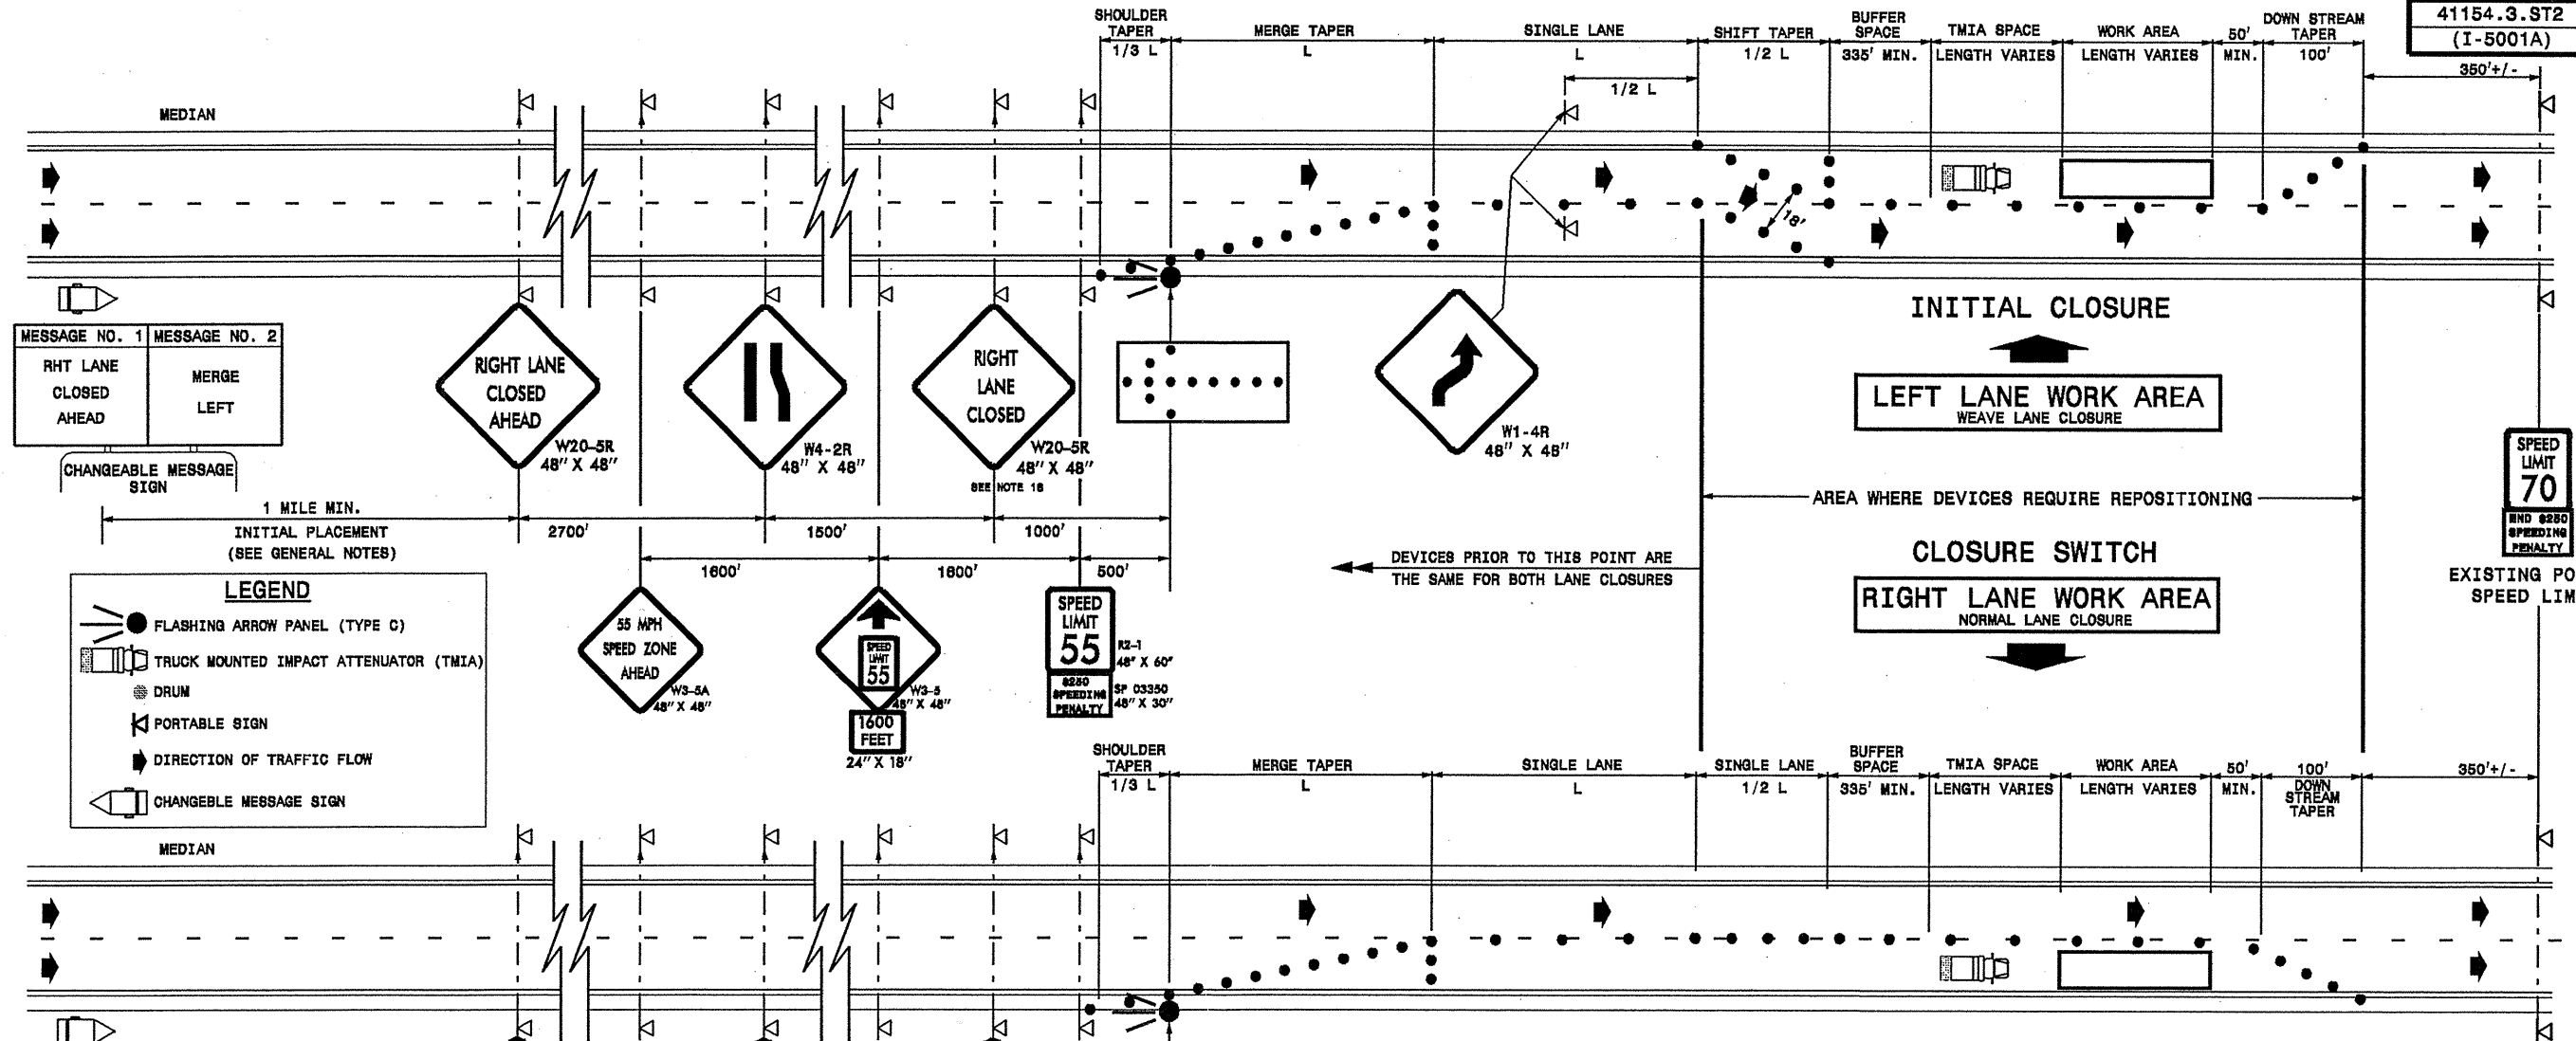 41154.3.ST2
(I-5001A)
SHOULDER
TAPER
1/3 L
MERGE TAPER
L
SINGLE LANE
L
SHIFT TAPER
1/2 L
BUFFER
SPACE
335' MIN.
TMIA SPACE
LENGTH VARIES
WORK AREA
LENGTH VARIES
50'
MIN.
DOWN STREAM
TAPER
100'
350'+/-
1/2 L
MEDIAN
18'
MESSAGE NO. 1
MESSAGE NO. 2
RHT LANE
CLOSED
AHEAD
MERGE
LEFT
CHANGEABLE MESSAGE
SIGN
RIGHT LANE
CLOSED
AHEAD
W20-5R
48" X 48"
W4-2R
48" X 48"
RIGHT
LANE
CLOSED
W20-5R
48" X 48"
SEE NOTE 18
W1-4R
48" X 48"
INITIAL CLOSURE
LEFT LANE WORK AREA
WEAVE LANE CLOSURE
AREA WHERE DEVICES REQUIRE REPOSITIONING
SPEED
LIMIT
70
END $250
SPEEDING
PENALTY
EXISTING PO
SPEED LIM
1 MILE MIN.
INITIAL PLACEMENT
(SEE GENERAL NOTES)
2700'
1500'
1000'
1600'
1600'
500'
DEVICES PRIOR TO THIS POINT ARE
THE SAME FOR BOTH LANE CLOSURES
CLOSURE SWITCH
RIGHT LANE WORK AREA
NORMAL LANE CLOSURE
LEGEND
FLASHING ARROW PANEL (TYPE C)
TRUCK MOUNTED IMPACT ATTENUATOR (TMIA)
DRUM
PORTABLE SIGN
DIRECTION OF TRAFFIC FLOW
CHANGEBLE MESSAGE SIGN
55 MPH
SPEED ZONE
AHEAD
W3-5A
48" X 48"
SPEED
LIMIT
55
W3-5
48" X 48"
1600
FEET
24" X 18"
SPEED
LIMIT
55
R2-1
48" X 60"
$250
SPEEDING
PENALTY
SP 03350
48" X 30"
SHOULDER
TAPER
1/3 L
MERGE TAPER
L
SINGLE LANE
L
SINGLE LANE
1/2 L
BUFFER
SPACE
335' MIN.
TMIA SPACE
LENGTH VARIES
WORK AREA
LENGTH VARIES
50'
MIN.
100'
DOWN
STREAM
TAPER
350'+/-
MEDIAN